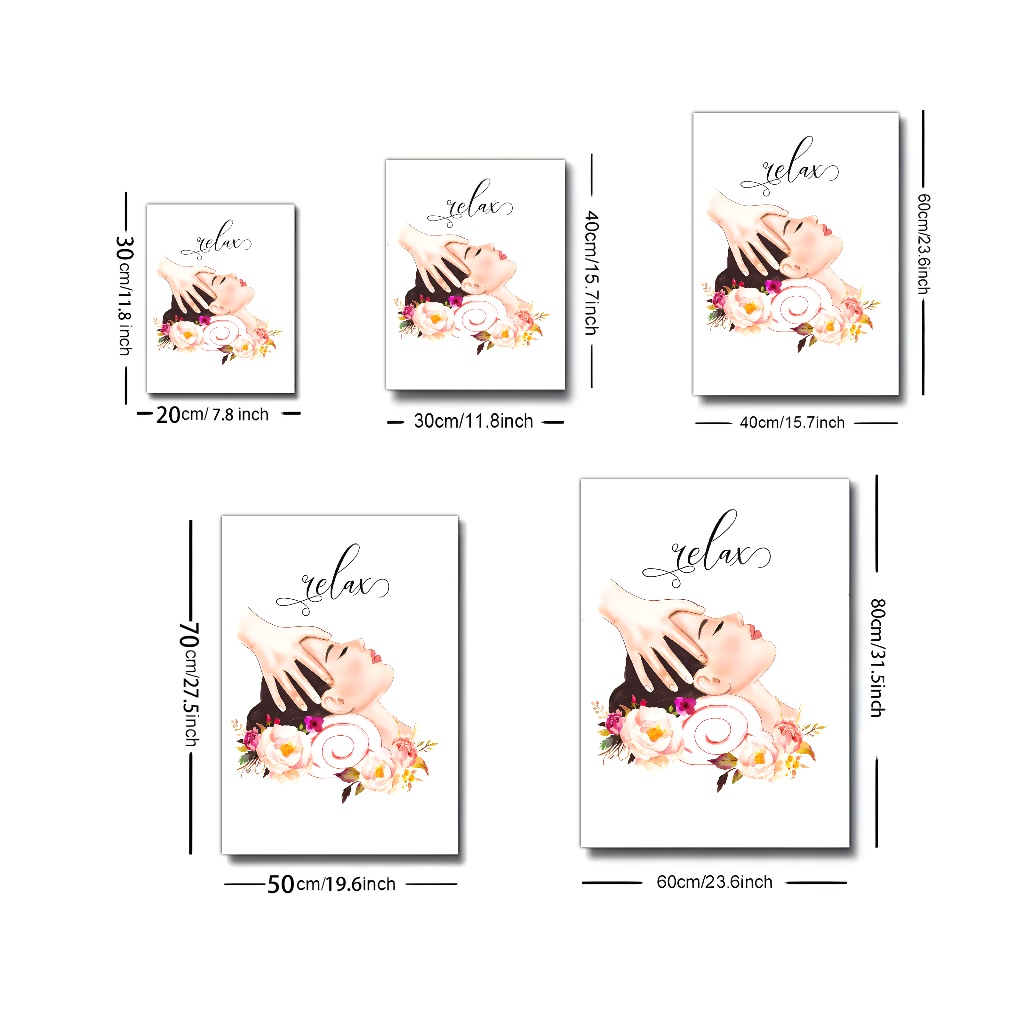 relax
30cm/11.8 inch
20cm/ 7.8 inch
relax
40cm/15.7inch
30cm/11.8inch
relax
60cm/23.6inch
40cm/15.7inch
relax
70cm/27.5inch
50cm/19.6inch
relax
80cm/31.5inch
60cm/23.6inch